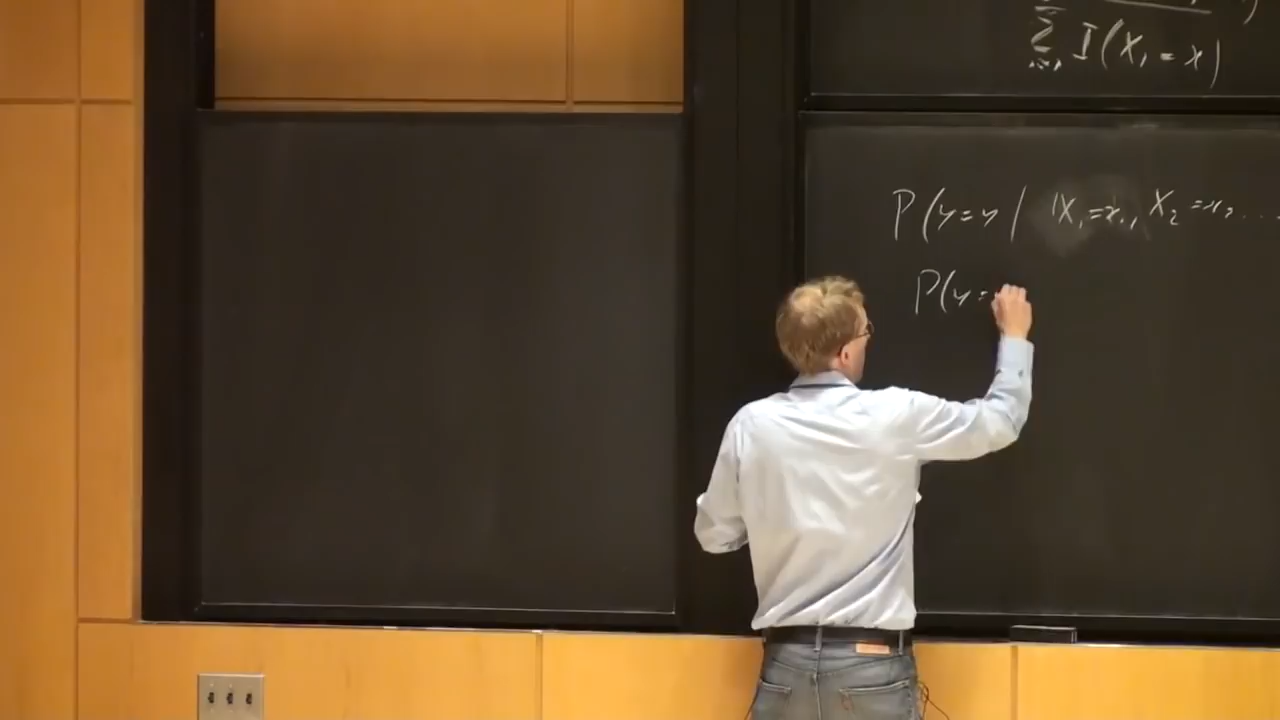 ∑ I(X₁ = x)
P(y=y | X₁=x₁, X₂ =x₂ ...
P(y=